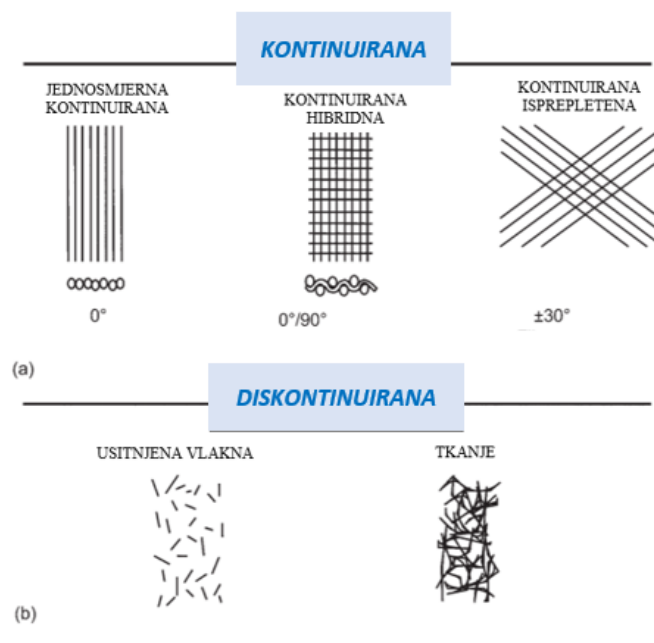 KONTINUIRANA
JEDNOSMJERNA
KONTINUIRANA
KONTINUIRANA
HIBRIDNA
KONTINUIRANA
ISPREPLETENA
0°
0°/90°
±30°
(a)
DISKONTINUIRANA
USITNJENA VLAKNA
TKANJE
(b)